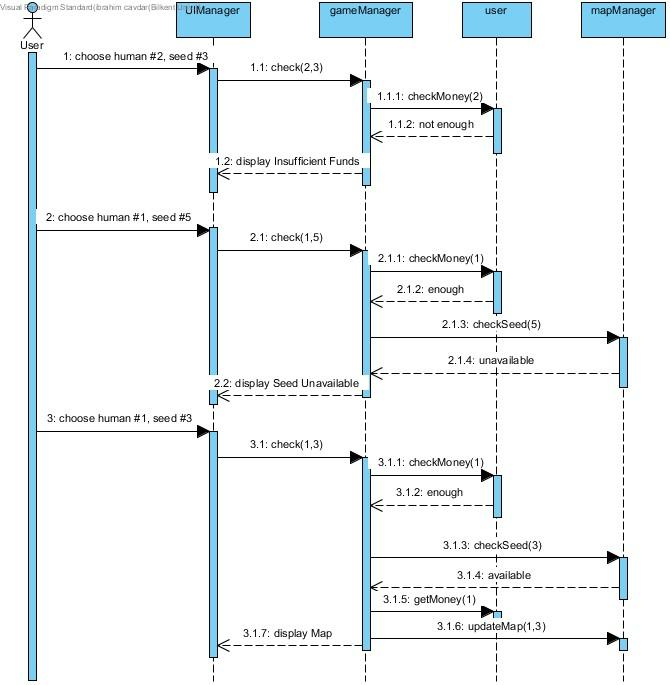 Visual Paradigm Standard(ibrahim cavdar(Bilkent
UIManager
gameManager
user
mapManager
User
1: choose human #2, seed #3
1.1: check(2,3)
1.1.1: checkMoney(2)
1.1.2: not enough
1.2: display Insufficient Funds
2: choose human #1, seed #5
2.1: check(1,5)
2.1.1: checkMoney(1)
2.1.2: enough
2.1.3: checkSeed(5)
2.1.4: unavailable
2.2: display Seed Unavailable
3: choose human #1, seed #3
3.1: check(1,3)
3.1.1: checkMoney(1)
3.1.2: enough
3.1.3: checkSeed(3)
3.1.4: available
3.1.5: getMoney(1)
3.1.6: updateMap(1,3)
3.1.7: display Map